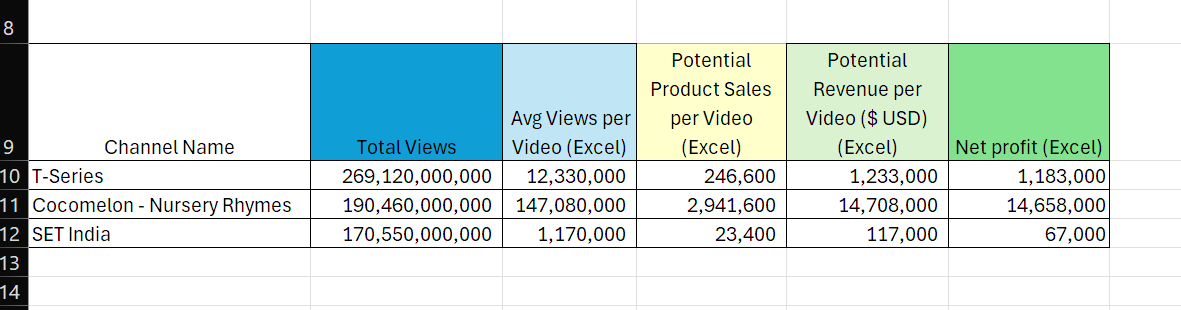 8
Potential Potential
Product Sales Revenue per
Avg Views per per Video Video ($ USD)
9 Channel Name Total Views Video (Excel) (Excel) (Excel) Net profit (Excel)
10 T-Series 269,120,000,000 12,330,000 246,600 1,233,000 1,183,000
11 Cocomelon - Nursery Rhymes 190,460,000,000 147,080,000 2,941,600 14,708,000 14,658,000
12 SET India 170,550,000,000 1,170,000 23,400 117,000 67,000
13
14